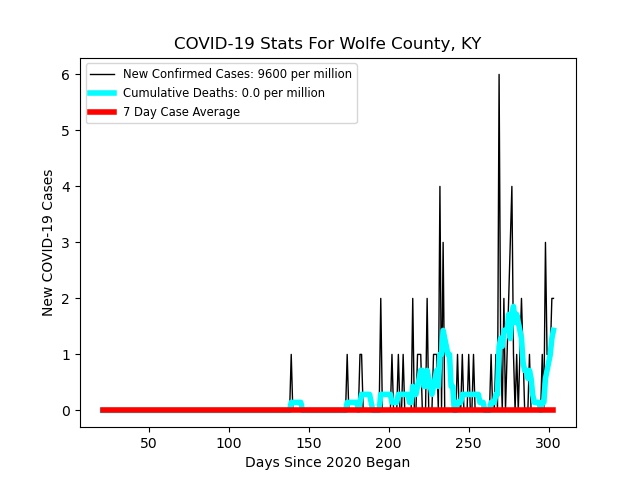 COVID-19 Stats For Wolfe County, KY
New Confirmed Cases: 9600 per million
Cumulative Deaths: 0.0 per million
7 Day Case Average
6
5
4
3
2
1
0
New COVID-19 Cases
50 100 150 200 250 300
Days Since 2020 Began